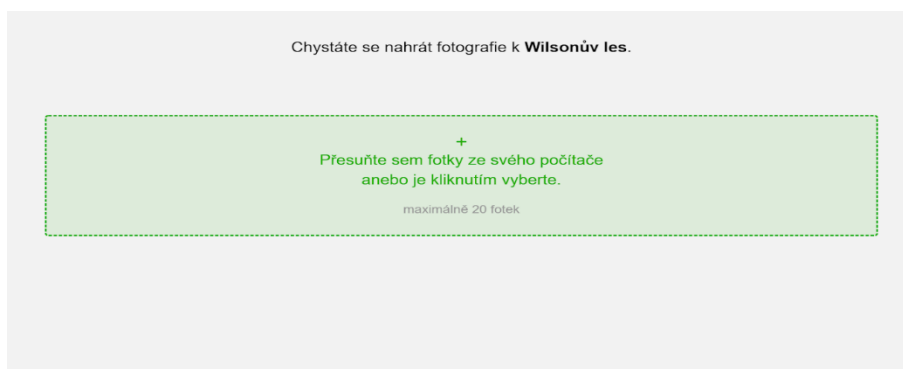 Chystáte se nahrát fotografie k Wilsonův les.
+
Přesuňte sem fotky ze svého počítače
anebo je kliknutím vyberte.
maximálně 20 fotek